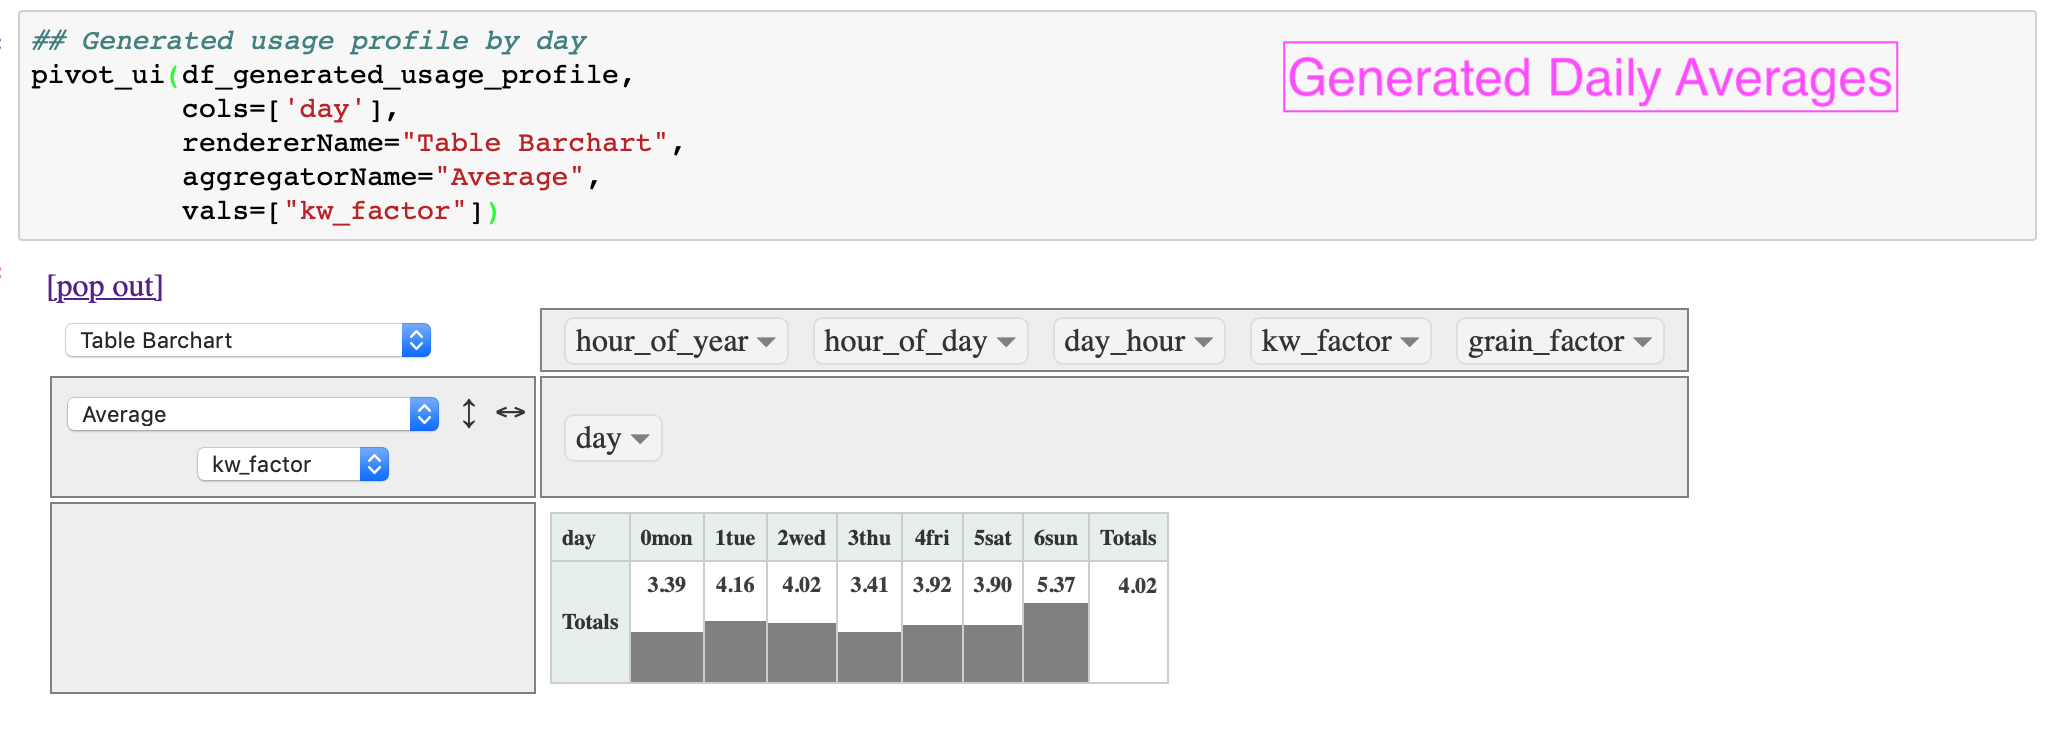 ## Generated usage profile by day
pivot_ui(df_generated_usage_profile,
cols=['day'],
rendererName="Table Barchart",
aggregatorName="Average",
vals=["kw_factor"])
Generated Daily Averages
[pop out]
Table Barchart
hour_of_year hour_of_day day_hour kw_factor grain_factor
Average
kw_factor
day
day 0mon 1tue 2wed 3thu 4fri 5sat 6sun Totals
Totals 3.39 4.16 4.02 3.41 3.92 3.90 5.37 4.02